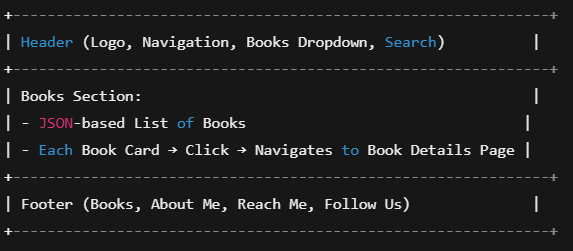 +------------------------------------------------------------+
| Header (Logo, Navigation, Books Dropdown, Search)          |
+------------------------------------------------------------+
| Books Section:                                             |
| - JSON-based List of Books                                |
| - Each Book Card → Click → Navigates to Book Details Page |
+------------------------------------------------------------+
| Footer (Books, About Me, Reach Me, Follow Us)              |
+------------------------------------------------------------+